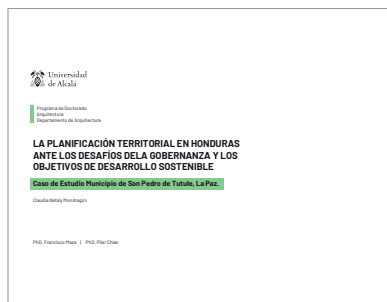 Universidad
de Alcalá
Programa de Doctorado
Arquitectura
Departamento de Arquitectura
LA PLANIFICACIÓN TERRITORIAL EN HONDURAS
ANTE LOS DESAFÍOS DELA GOBERNANZA Y LOS
OBJETIVOS DE DESARROLLO SOSTENIBLE
Caso de Estudio Municipio de San Pedro de Tutule, La Paz.
Claudia Nataly Mondragón
PhD. Francisco Maza | PhD. Pilar Chías